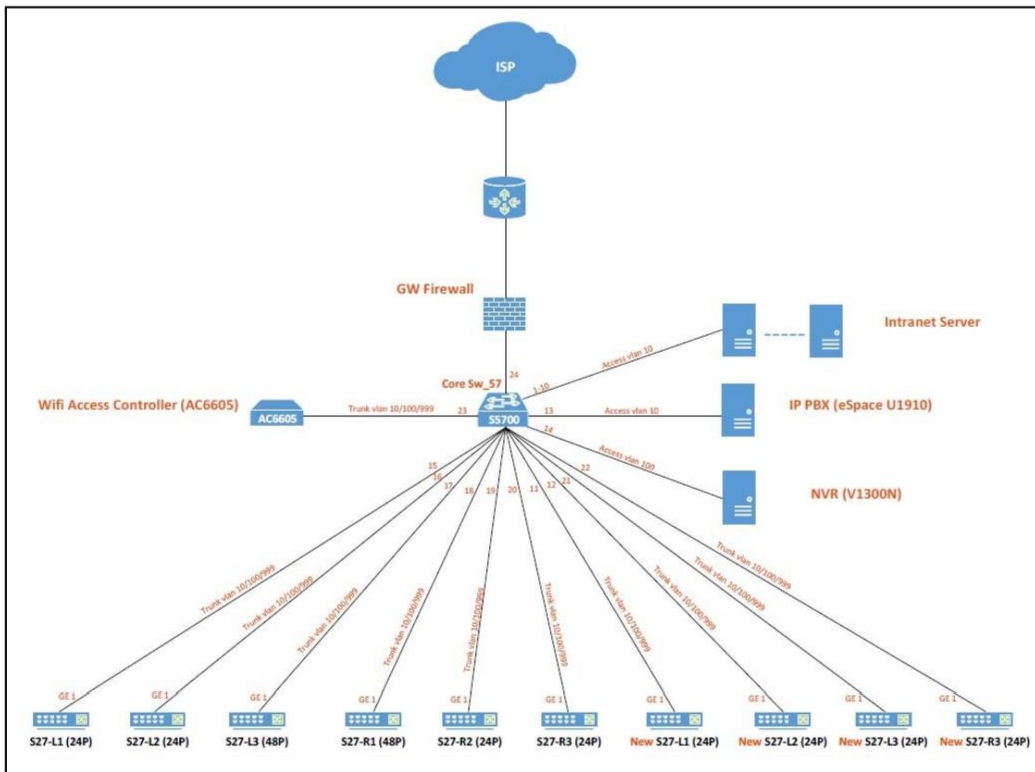 ISP
GW Firewall
Intranet Server
24
Core Sw_S7
1-10
Access vlan 10
Wifi Access Controller (AC6605)
AC6605
Trunk vlan 10/100/999
23
S5700
13
Access vlan 10
IP PBX (eSpace U1910)
14
Access vlan 100
NVR (V1300N)
15
16
17
18
19
20
11
12
21
22
Trunk vlan 10/100/999
Trunk vlan 10/100/999
Trunk vlan 10/100/999
Trunk vlan 10/100/999
Trunk vlan 10/100/999
Trunk vlan 10/100/999
Trunk vlan 10/100/999
Trunk vlan 10/100/999
Trunk vlan 10/100/999
Trunk vlan 10/100/999
GE 1
GE 1
GE 1
GE 1
GE 1
GE 1
GE 1
GE 1
GE 1
GE 1
S27-L1 (24P)
S27-L2 (24P)
S27-L3 (48P)
S27-R1 (48P)
S27-R2 (24P)
S27-R3 (24P)
New S27-L1 (24P)
New S27-L2 (24P)
New S27-L3 (24P)
New S27-R3 (24P)